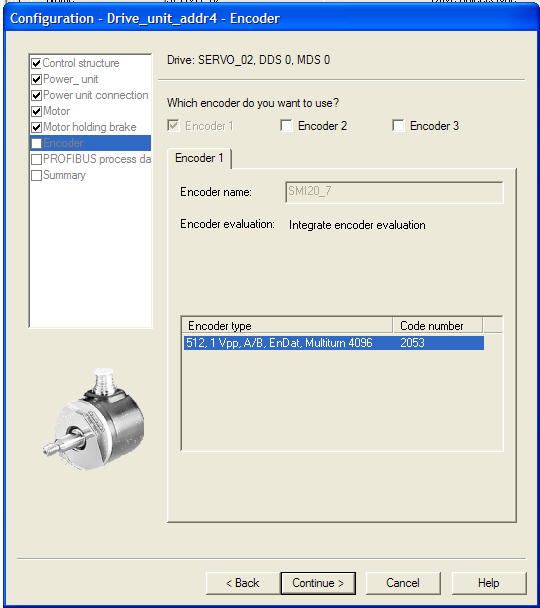 Configuration - Drive_unit_addr4 - Encoder
Control structure
Power_ unit
Power unit connection
Motor
Motor holding brake
Encoder
PROFIBUS process da
Summary
Drive: SERVO_02, DDS 0, MDS 0
Which encoder do you want to use?
Encoder 1 Encoder 2 Encoder 3
Encoder 1
Encoder name: SMI20_7
Encoder evaluation: Integrate encoder evaluation
Encoder type Code number
512, 1 Vpp, A/B, EnDat, Multiturn 4096 2053
< Back Continue > Cancel Help